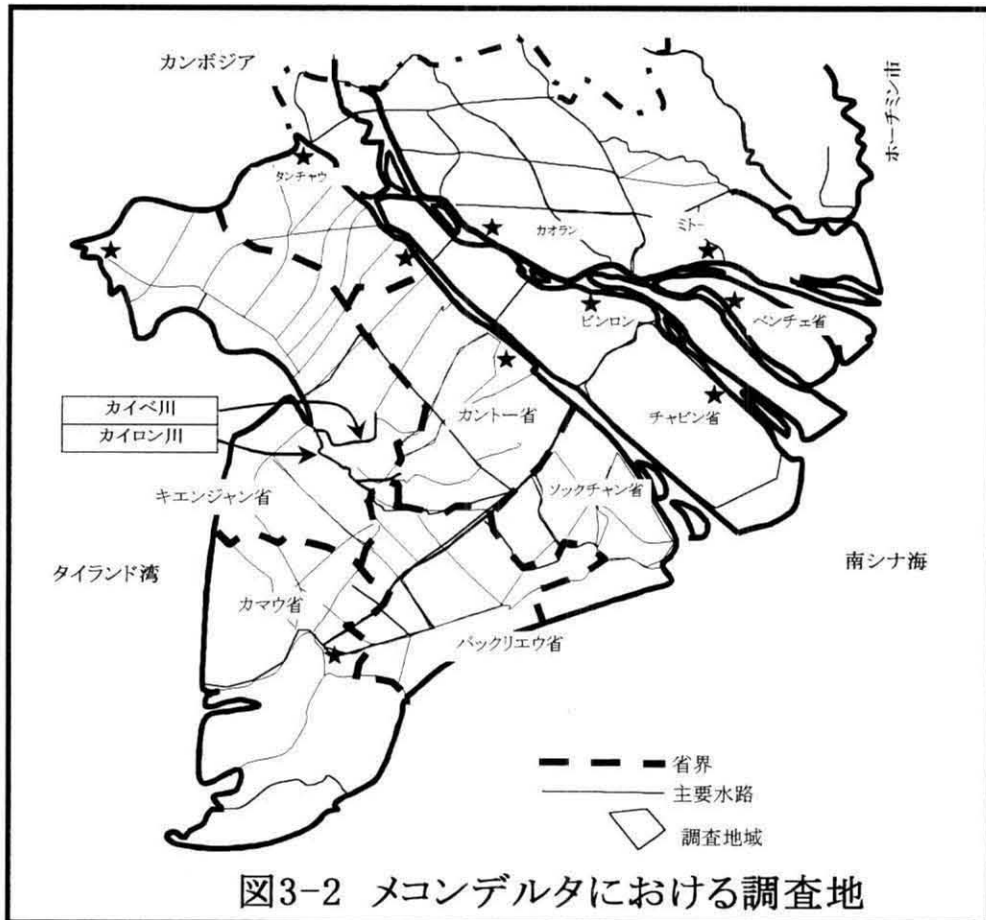 カンボジア
ホーチミン市
タンチャウ
カオラン
ミトー
ビンロン
ベンチェ省
カイベ川
カイロン川
カントー省
チャビン省
キエンジャン省
ソックチャン省
タイランド湾
南シナ海
カマウ省
バックリエウ省
省界
主要水路
調査地域
図3-2 メコンデルタにおける調査地